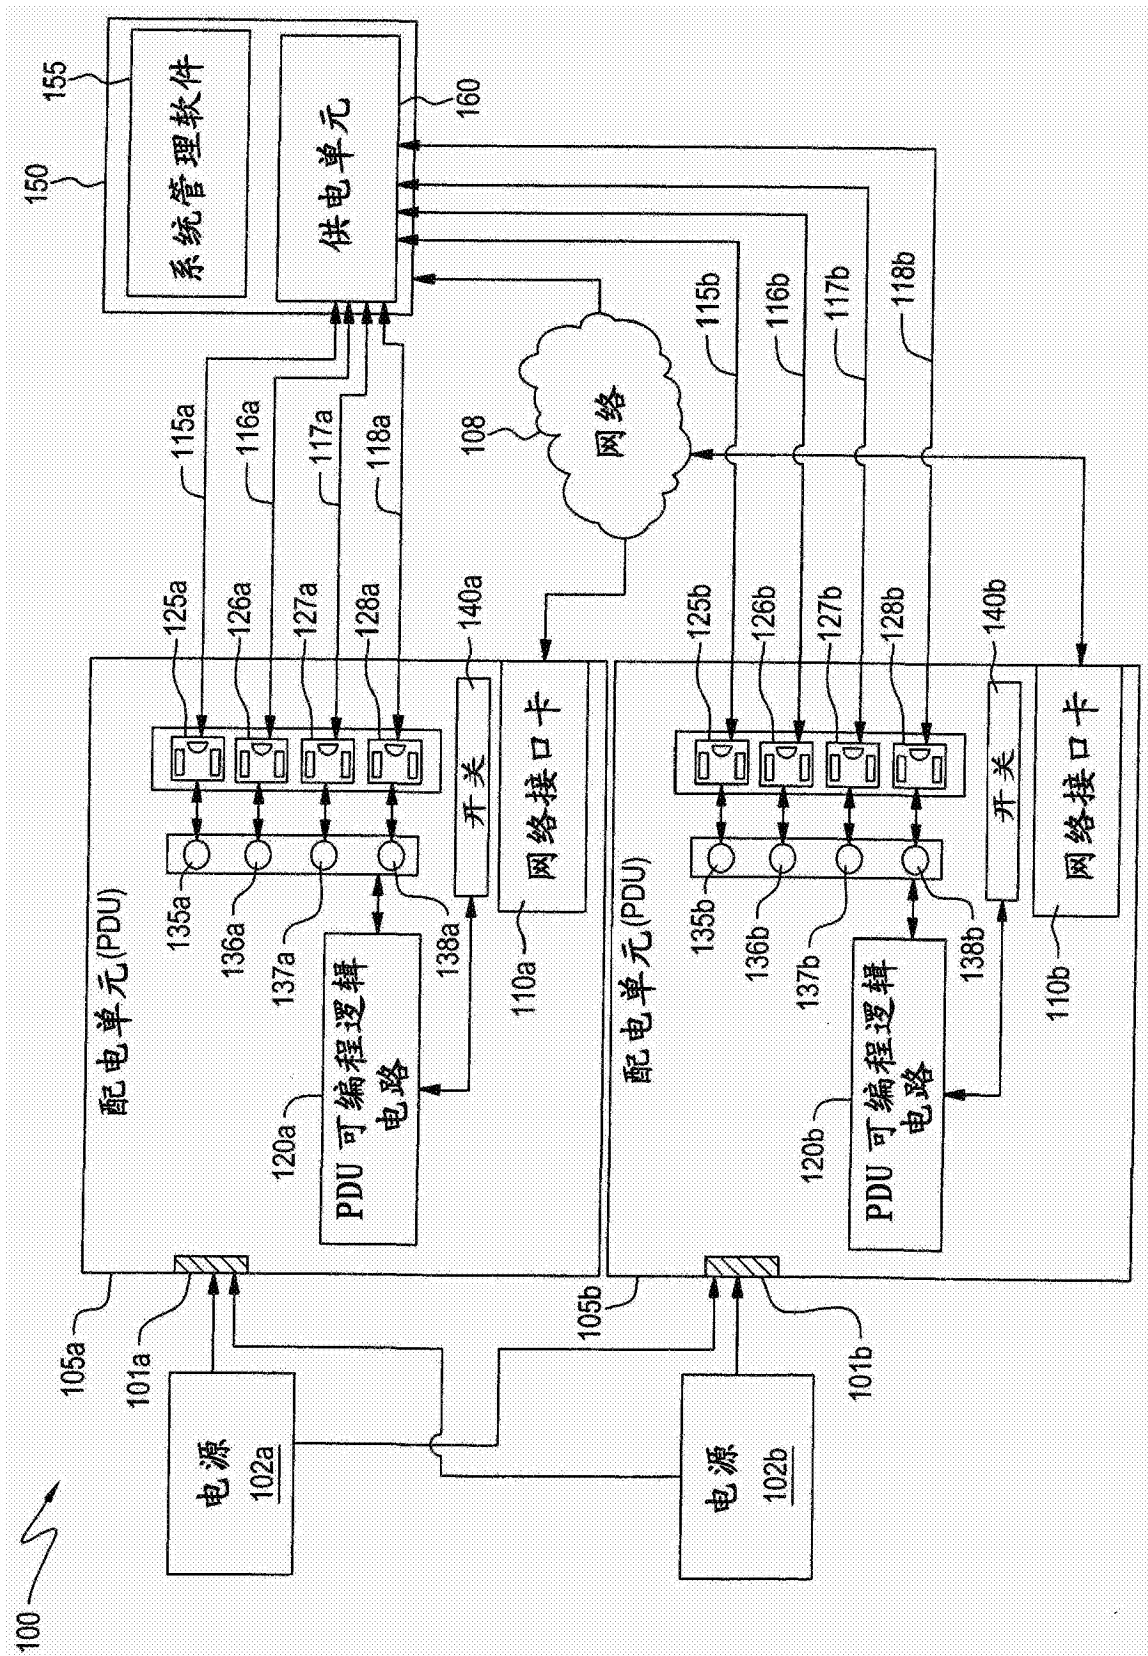 100
电源
102a
电源
102b
105a
101a
105b
101b
配电单元(PDU)
120a
PDU 可编程逻辑
电路
135a
136a
137a
138a
125a
126a
127a
128a
开关
140a
网络接口卡
110a
配电单元(PDU)
120b
PDU 可编程逻辑
电路
135b
136b
137b
138b
125b
126b
127b
128b
开关
140b
网络接口卡
110b
115a
116a
117a
118a
108
网络
115b
116b
117b
118b
150
155
系统管理软件
供电单元
160